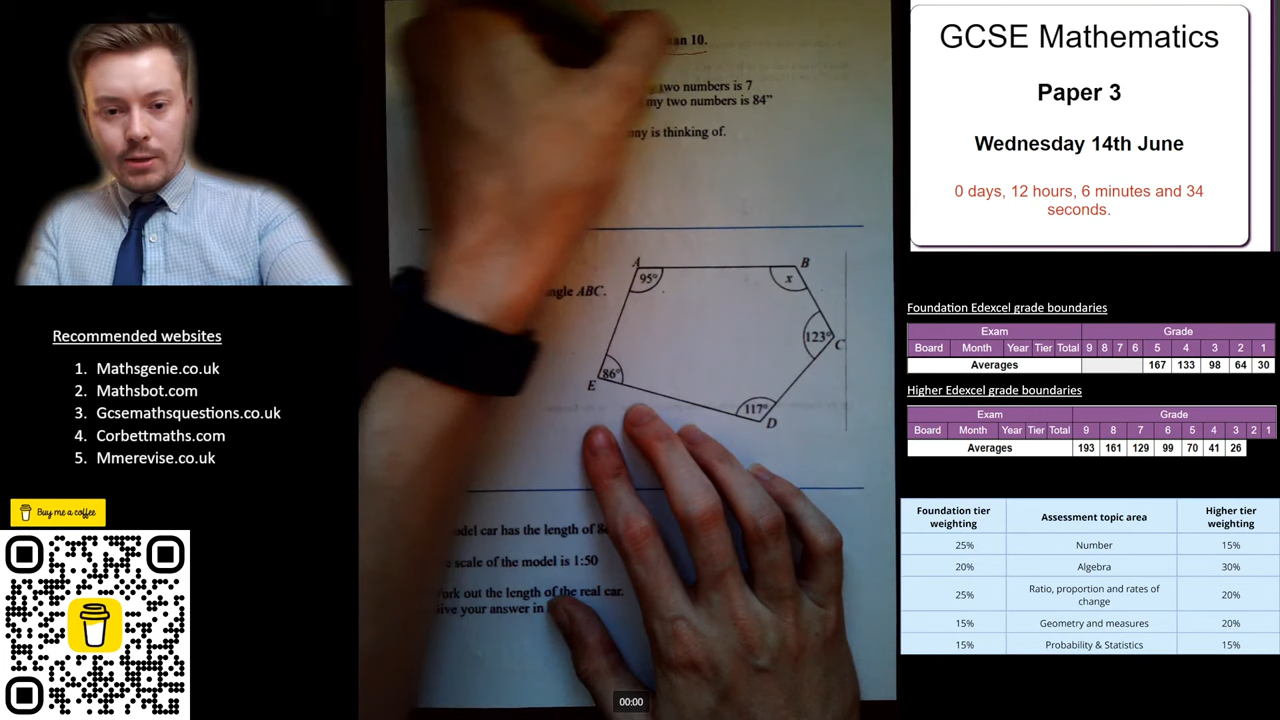 Recommended websites
1. Mathsgenie.co.uk
2. Mathsbot.com
3. Gcsemathsquestions.co.uk
4. Corbettmaths.com
5. Mmerevise.co.uk
Buy me a coffee
10.
two numbers is 7
my two numbers is 84"
is thinking of.
ABC.
A
B
95°
x
123°
C
86°
E
117°
D
car has the length of
scale of the model is 1:50
out the length of the real car.
your answer in
00:00
GCSE Mathematics
Paper 3
Wednesday 14th June
0 days, 12 hours, 6 minutes and 34
seconds.
Foundation Edexcel grade boundaries
Exam Grade
Board Month Year Tier Total 9 8 7 6 5 4 3 2 1
Averages 167 133 98 64 30
Higher Edexcel grade boundaries
Exam Grade
Board Month Year Tier Total 9 8 7 6 5 4 3 2 1
Averages 193 161 129 99 70 41 26
Foundation tier weighting Assessment topic area Higher tier weighting
25% Number 15%
20% Algebra 30%
25% Ratio, proportion and rates of change 20%
15% Geometry and measures 20%
15% Probability & Statistics 15%